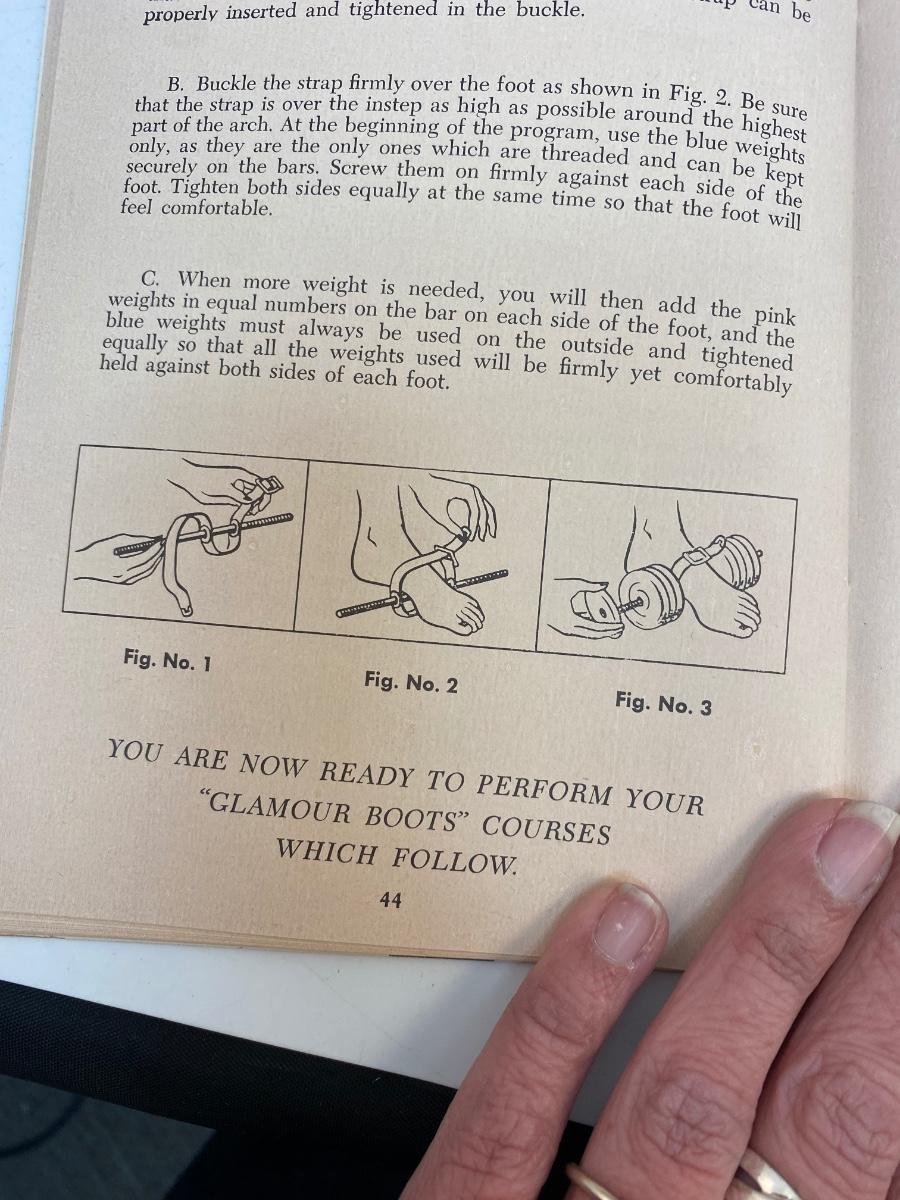 can be
properly inserted and tightened in the buckle.
B. Buckle the strap firmly over the foot as shown in Fig. 2. Be sure
that the strap is over the instep as high as possible around the highest
part of the arch. At the beginning of the program, use the blue weights
only, as they are the only ones which are threaded and can be kept
securely on the bars. Screw them on firmly against each side of the
foot. Tighten both sides equally at the same time so that the foot will
feel comfortable.
C. When more weight is needed, you will then add the pink
weights in equal numbers on the bar on each side of the foot, and the
blue weights must always be used on the outside and tightened
equally so that all the weights used will be firmly yet comfortably
held against both sides of each foot.
Fig. No. 1
Fig. No. 2
Fig. No. 3
YOU ARE NOW READY TO PERFORM YOUR
“GLAMOUR BOOTS” COURSES
WHICH FOLLOW.
44